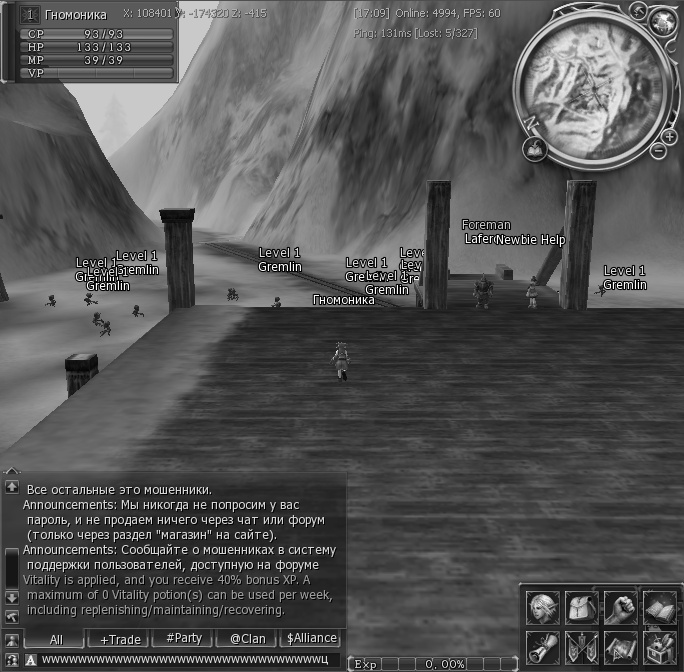 1 Гномоника X: 108401 Y: -174320 Z: -415 [17:09] Online: 4994, FPS: 60
Ping: 131ms [Lost: 5/327]
CP 93/93
HP 133/133
MP 39/39
VP
N
Foreman
Newbie Help
Level 1
Gremlin
Level 1
Gremlin
Level 1
Gremlin
Gremlin
Level 1
Gremlin
Гномоника
Все остальные это мошенники.
Announcements: Мы никогда не попросим у вас
пароль, и не продаем ничего через чат или форум
(только через раздел "магазин" на сайте).
Announcements: Сообщайте о мошенниках в систему
поддержки пользователей, доступную на форуме
Vitality is applied, and you receive 40% bonus XP. A
maximum of 0 Vitality potion(s) can be used per week,
including replenishing/maintaining/recovering.
All +Trade #Party @Clan $Alliance
A
Exp 0.00%